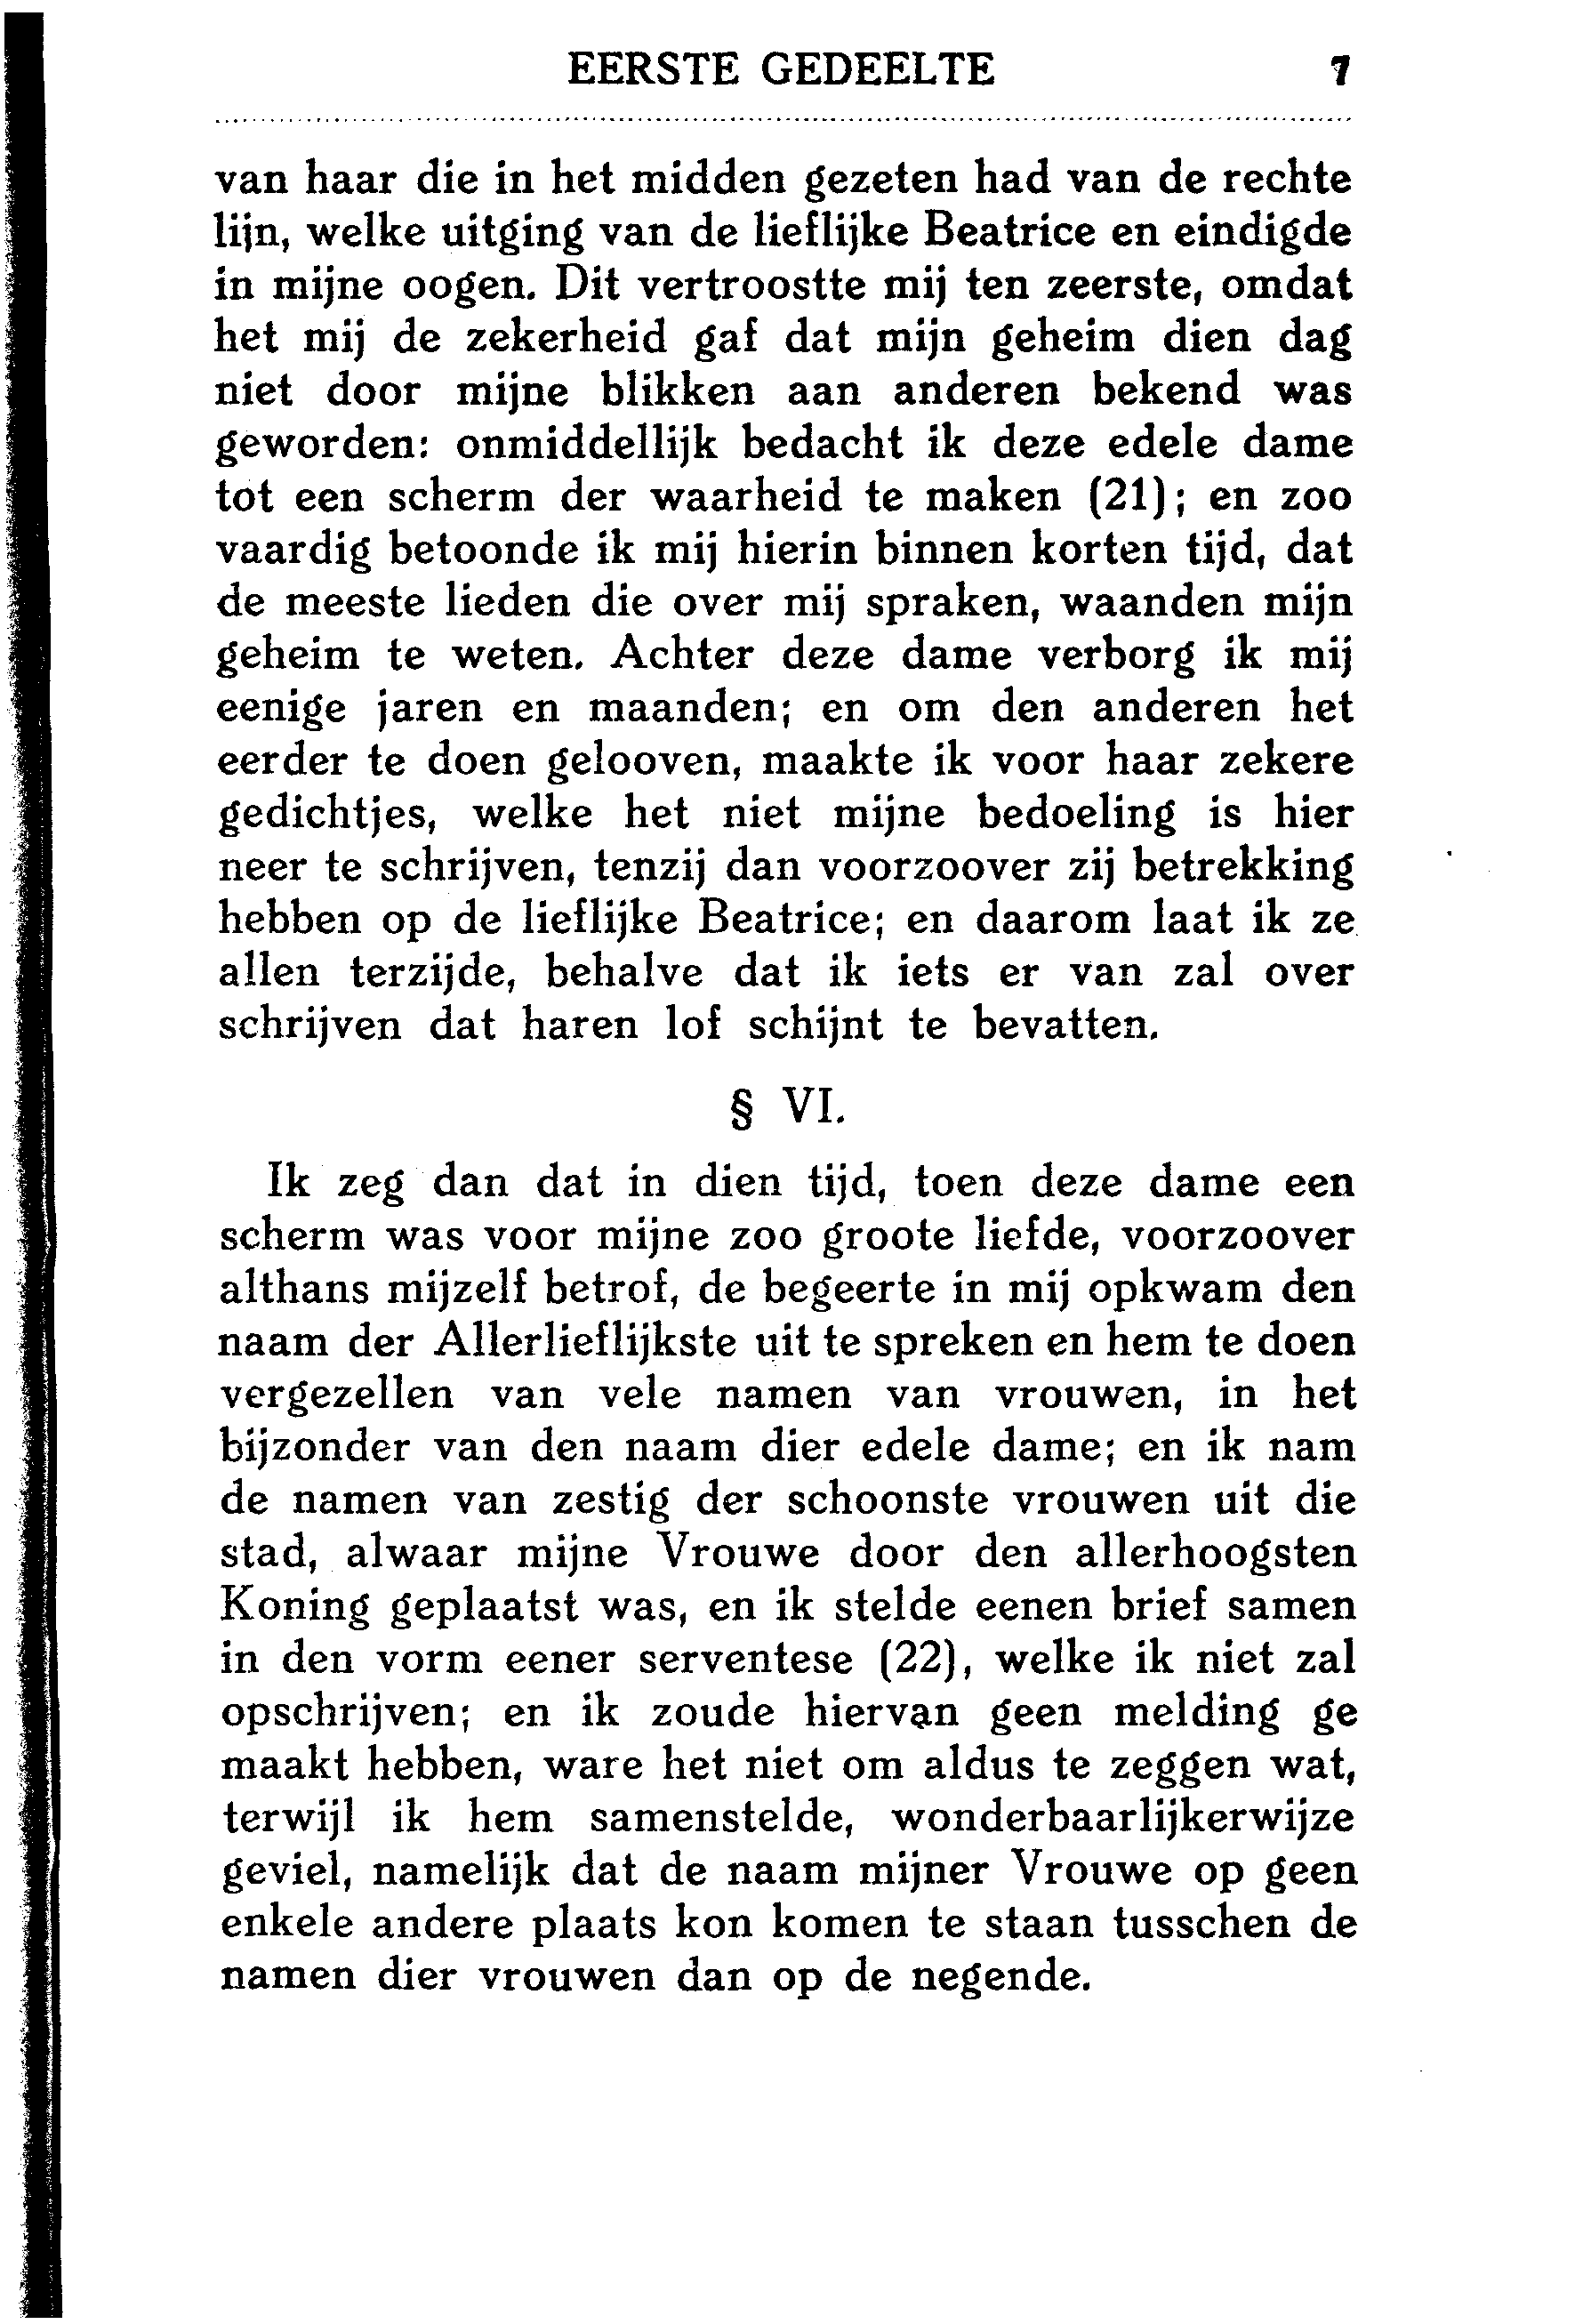 EERSTE GEDEELTE 7
van haar die in het midden gezeten had van de rechte
lijn, welke uitging van de lieflijke Beatrice en eindigde
in mijne oogen. Dit vertroostte mij ten zeerste, omdat
het mij de zekerheid gaf dat mijn geheim dien dag
niet door mijne blikken aan anderen bekend was
geworden: onmiddellijk bedacht ik deze edele dame
tot een scherm der waarheid te maken (21); en zoo
vaardig betoonde ik mij hierin binnen korten tijd, dat
de meeste lieden die over mij spraken, waanden mijn
geheim te weten. Achter deze dame verborg ik mij
eenige jaren en maanden; en om den anderen het
eerder te doen gelooven, maakte ik voor haar zekere
gedichtjes, welke het niet mijne bedoeling is hier
neer te schrijven, tenzij dan voorzoover zij betrekking
hebben op de lieflijke Beatrice; en daarom laat ik ze
allen terzijde, behalve dat ik iets er van zal over
schrijven dat haren lof schijnt te bevatten.
§ VI.
Ik zeg dan dat in dien tijd, toen deze dame een
scherm was voor mijne zoo groote liefde, voorzoover
althans mijzelf betrof, de begeerte in mij opkwam den
naam der Allerlieflijkste uit te spreken en hem te doen
vergezellen van vele namen van vrouwen, in het
bijzonder van den naam dier edele dame; en ik nam
de namen van zestig der schoonste vrouwen uit die
stad, alwaar mijne Vrouwe door den allerhoogsten
Koning geplaatst was, en ik stelde eenen brief samen
in den vorm eener serventese (22), welke ik niet zal
opschrijven; en ik zoude hiervan geen melding ge
maakt hebben, ware het niet om aldus te zeggen wat,
terwijl ik hem samenstelde, wonderbaarlijkerwijze
geviel, namelijk dat de naam mijner Vrouwe op geen
enkele andere plaats kon komen te staan tusschen de
namen dier vrouwen dan op de negende.